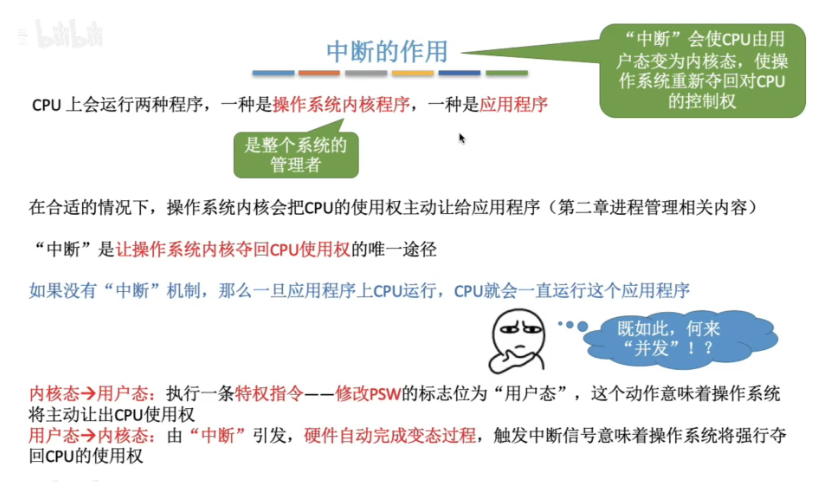 bilibili
中断的作用
“中断”会使CPU由用
户态变为内核态，使操
作系统重新夺回对CPU
的控制权
CPU 上会运行两种程序，一种是操作系统内核程序，一种是应用程序
是整个系统的
管理者
在合适的情况下，操作系统内核会把CPU的使用权主动让给应用程序（第二章进程管理相关内容）
“中断”是让操作系统内核夺回CPU使用权的唯一途径
如果没有“中断”机制，那么一旦应用程序上CPU运行，CPU就会一直运行这个应用程序
既如此，何来
“并发”！？
内核态→用户态：执行一条特权指令——修改PSW的标志位为“用户态”，这个动作意味着操作系统
将主动让出CPU使用权
用户态→内核态：由“中断”引发，硬件自动完成变态过程，触发中断信号意味着操作系统将强行夺
回CPU的使用权